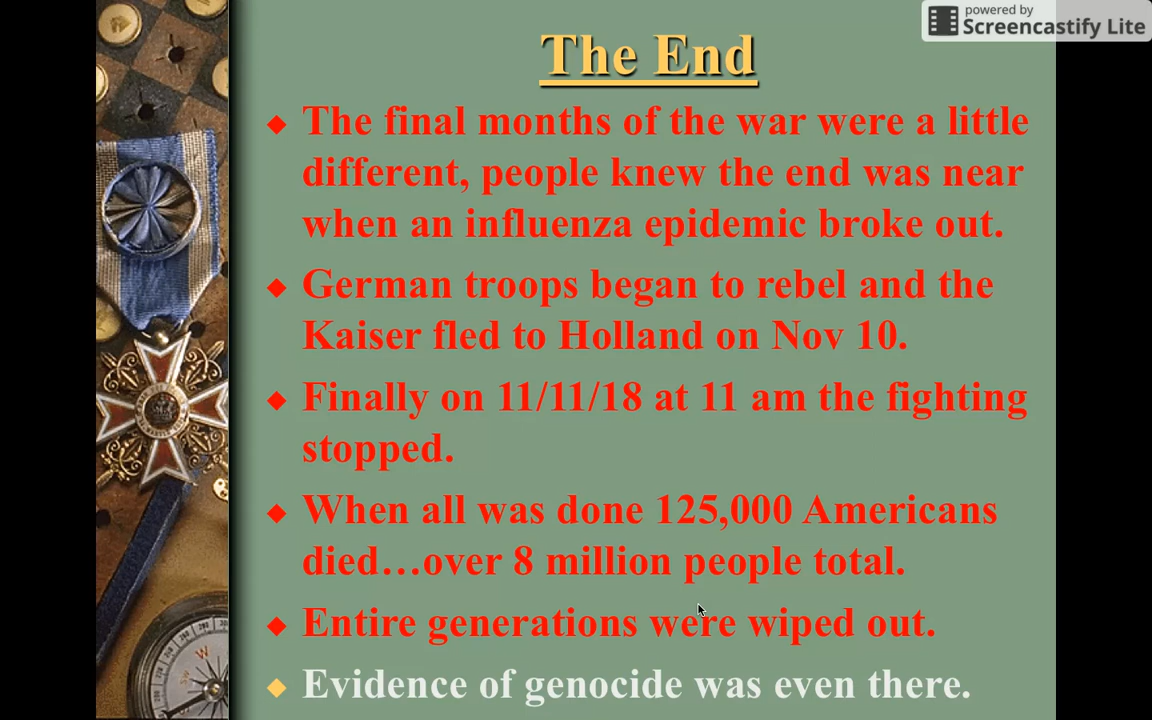 powered by
Screencastify Lite
The End
The final months of the war were a little
different, people knew the end was near
when an influenza epidemic broke out.
German troops began to rebel and the
Kaiser fled to Holland on Nov 10.
Finally on 11/11/18 at 11 am the fighting
stopped.
When all was done 125,000 Americans
died…over 8 million people total.
Entire generations were wiped out.
Evidence of genocide was even there.
W